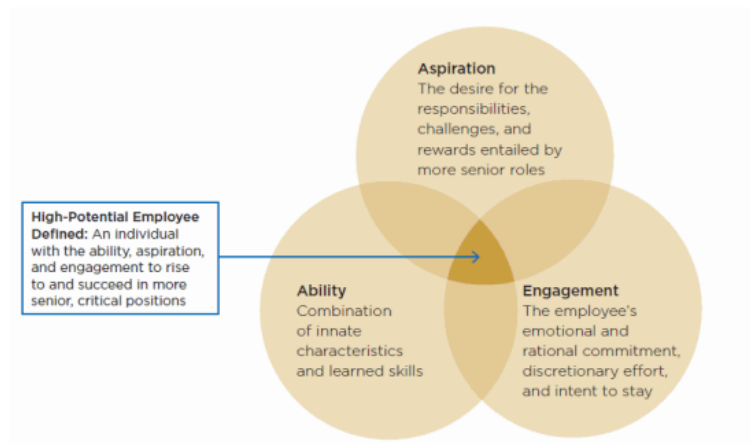 Aspiration
The desire for the
responsibilities,
challenges, and
rewards entailed by
more senior roles
High-Potential Employee
Defined: An individual
with the ability, aspiration,
and engagement to rise
to and succeed in more
senior, critical positions
Ability
Combination
of innate
characteristics
and learned skills
Engagement
The employee's
emotional and
rational commitment,
discretionary effort,
and intent to stay